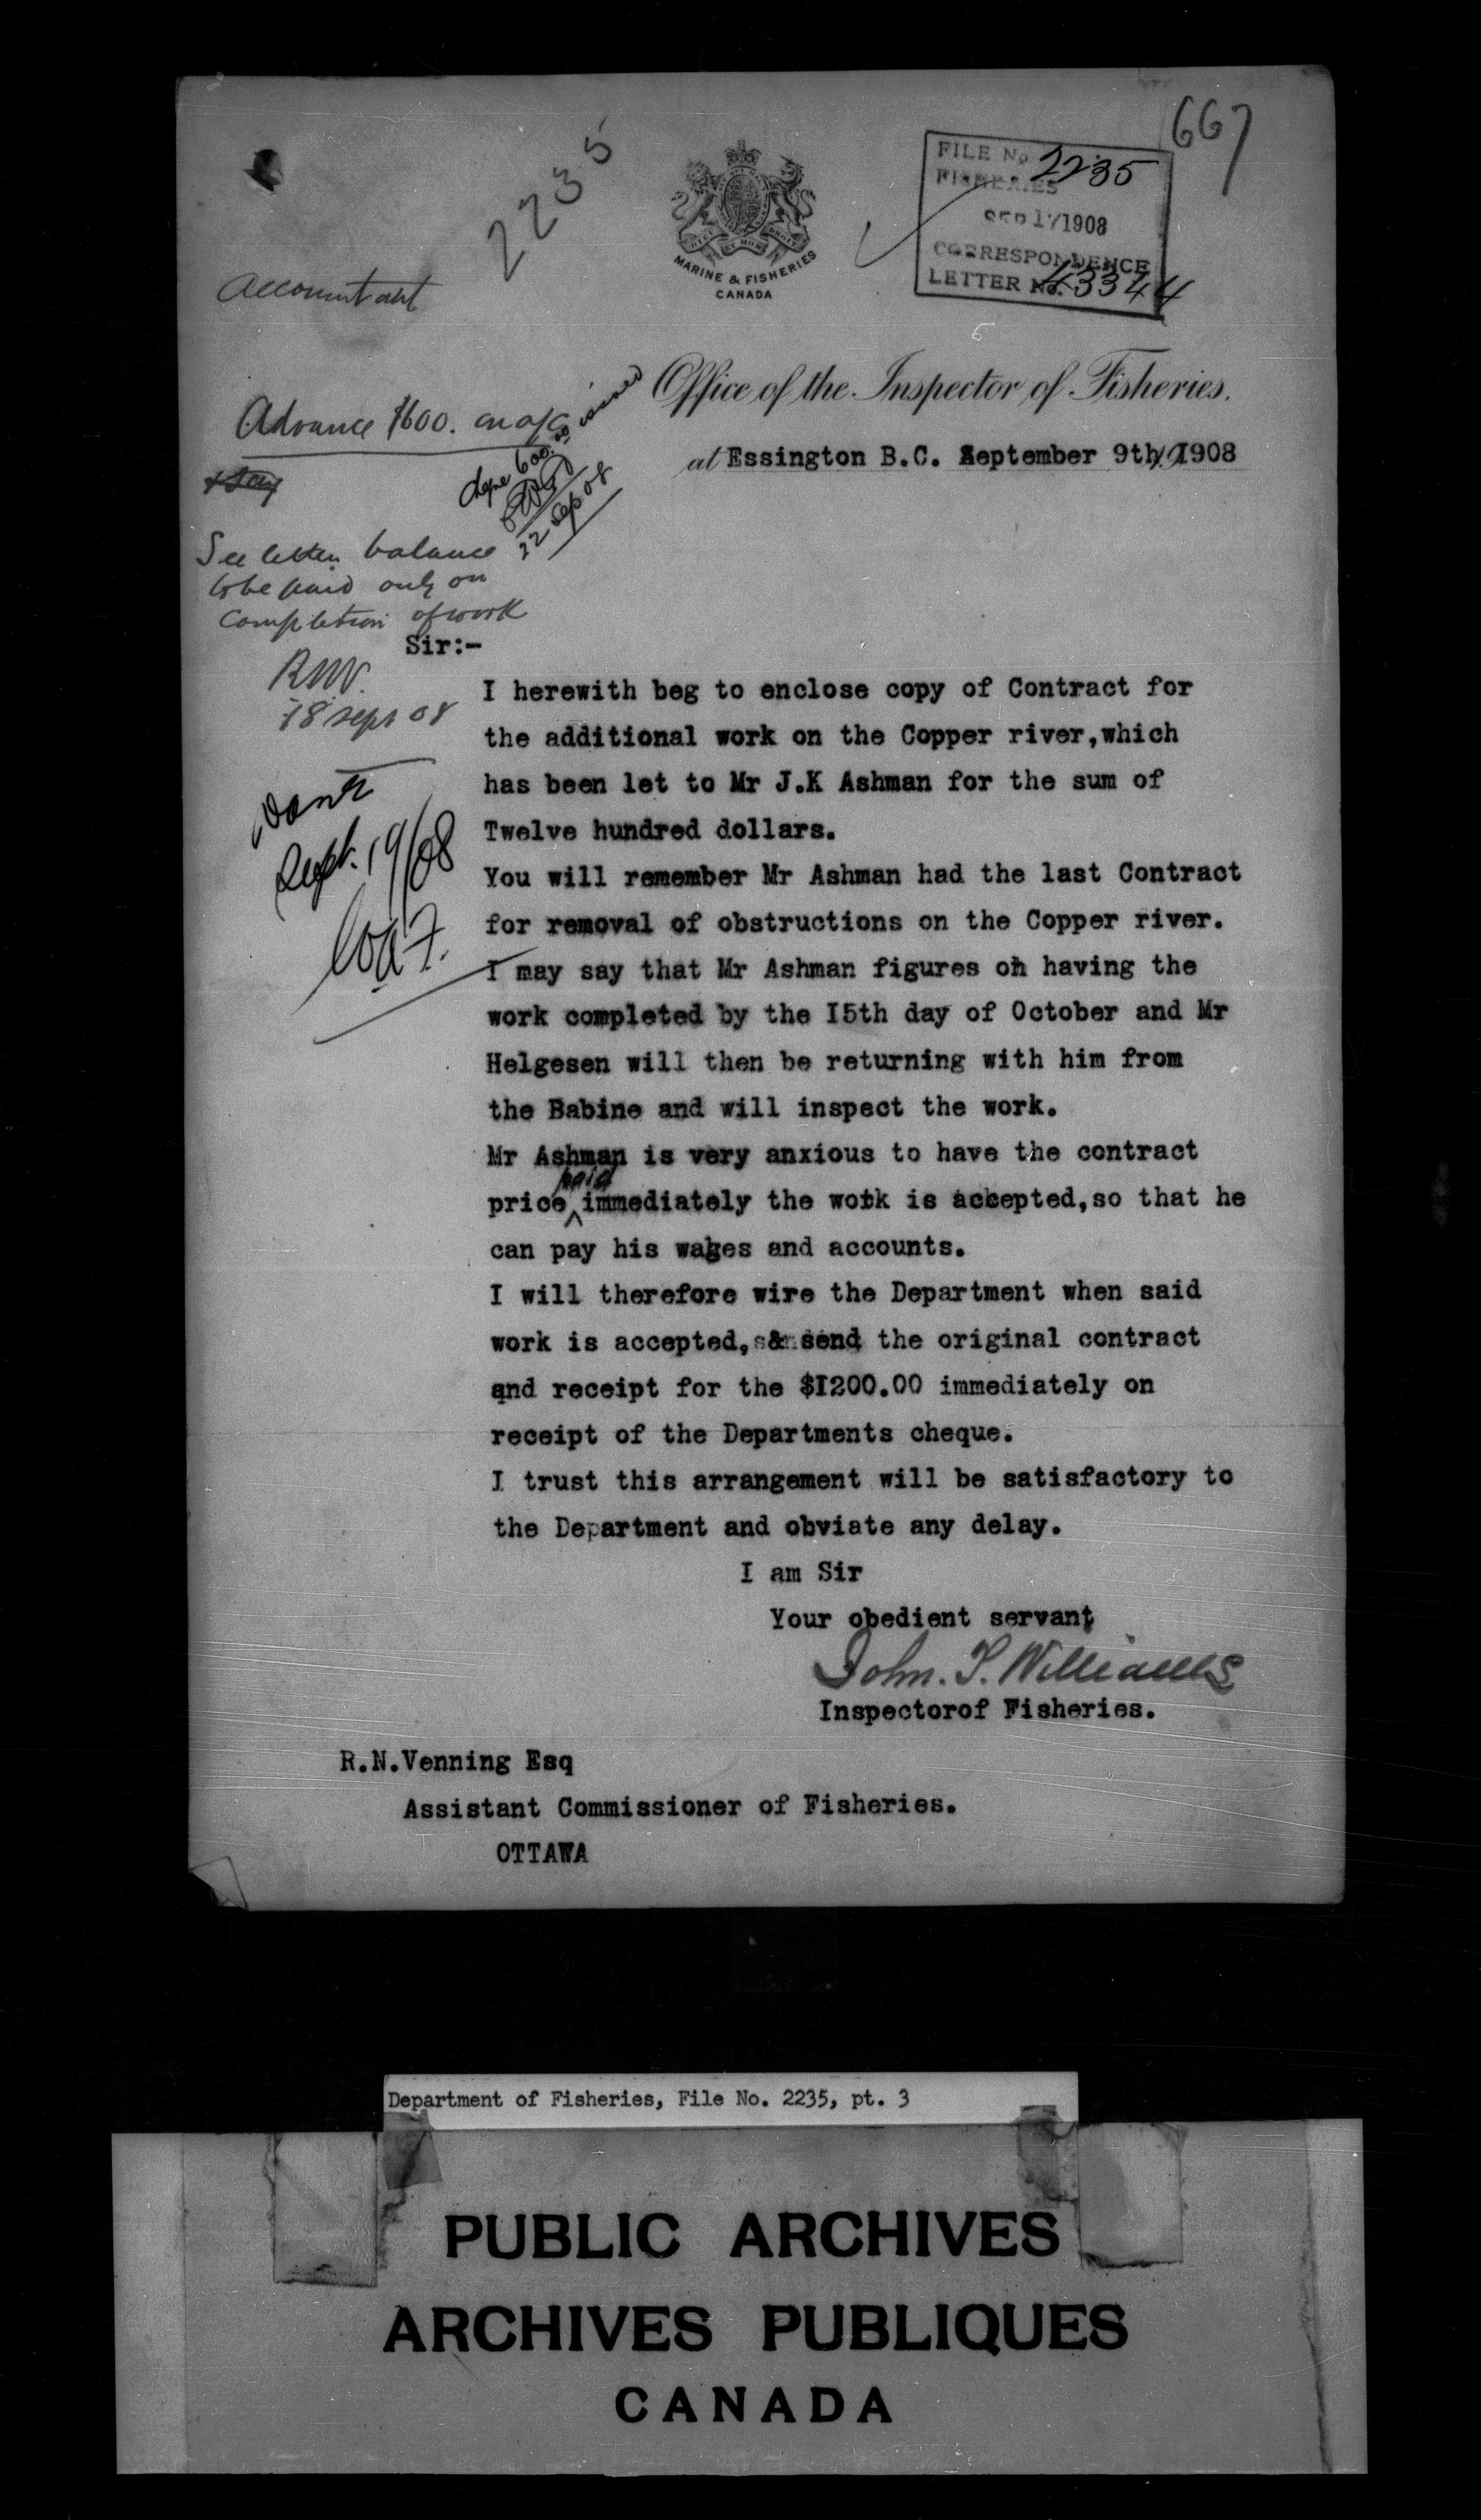 667
2235
FILE No. 2235
FISHERIES
SEP 17 1908
CORRESPONDENCE
LETTER No. 43344
MARINE & FISHERIES
CANADA
Accountant
Office of the Inspector of Fisheries.
Advance $600. on a/c
600.00 issued
22 Sep 08
at Essington B.C. September 9th 1908
See letter balance
to be paid only on
completion of work
Sir:-
R.N.V.
18 Sept 08
Sept. 19/08
I herewith beg to enclose copy of Contract for
the additional work on the Copper river,which
has been let to Mr J.K Ashman for the sum of
Twelve hundred dollars.
You will remember Mr Ashman had the last Contract
for removal of obstructions on the Copper river.
I may say that Mr Ashman figures on having the
work completed by the I5th day of October and Mr
Helgesen will then be returning with him from
the Babine and will inspect the work.
Mr Ashman is very anxious to have the contract
price paid immediately the work is accepted,so that he
can pay his wages and accounts.
I will therefore wire the Department when said
work is accepted,& send the original contract
and receipt for the $I200.00 immediately on
receipt of the Departments cheque.
I trust this arrangement will be satisfactory to
the Department and obviate any delay.
I am Sir
Your obedient servant
John. T. Williams
Inspectorof Fisheries.
R.N.Venning Esq
Assistant Commissioner of Fisheries.
OTTAWA
Department of Fisheries, File No. 2235, pt. 3
PUBLIC ARCHIVES
ARCHIVES PUBLIQUES
CANADA